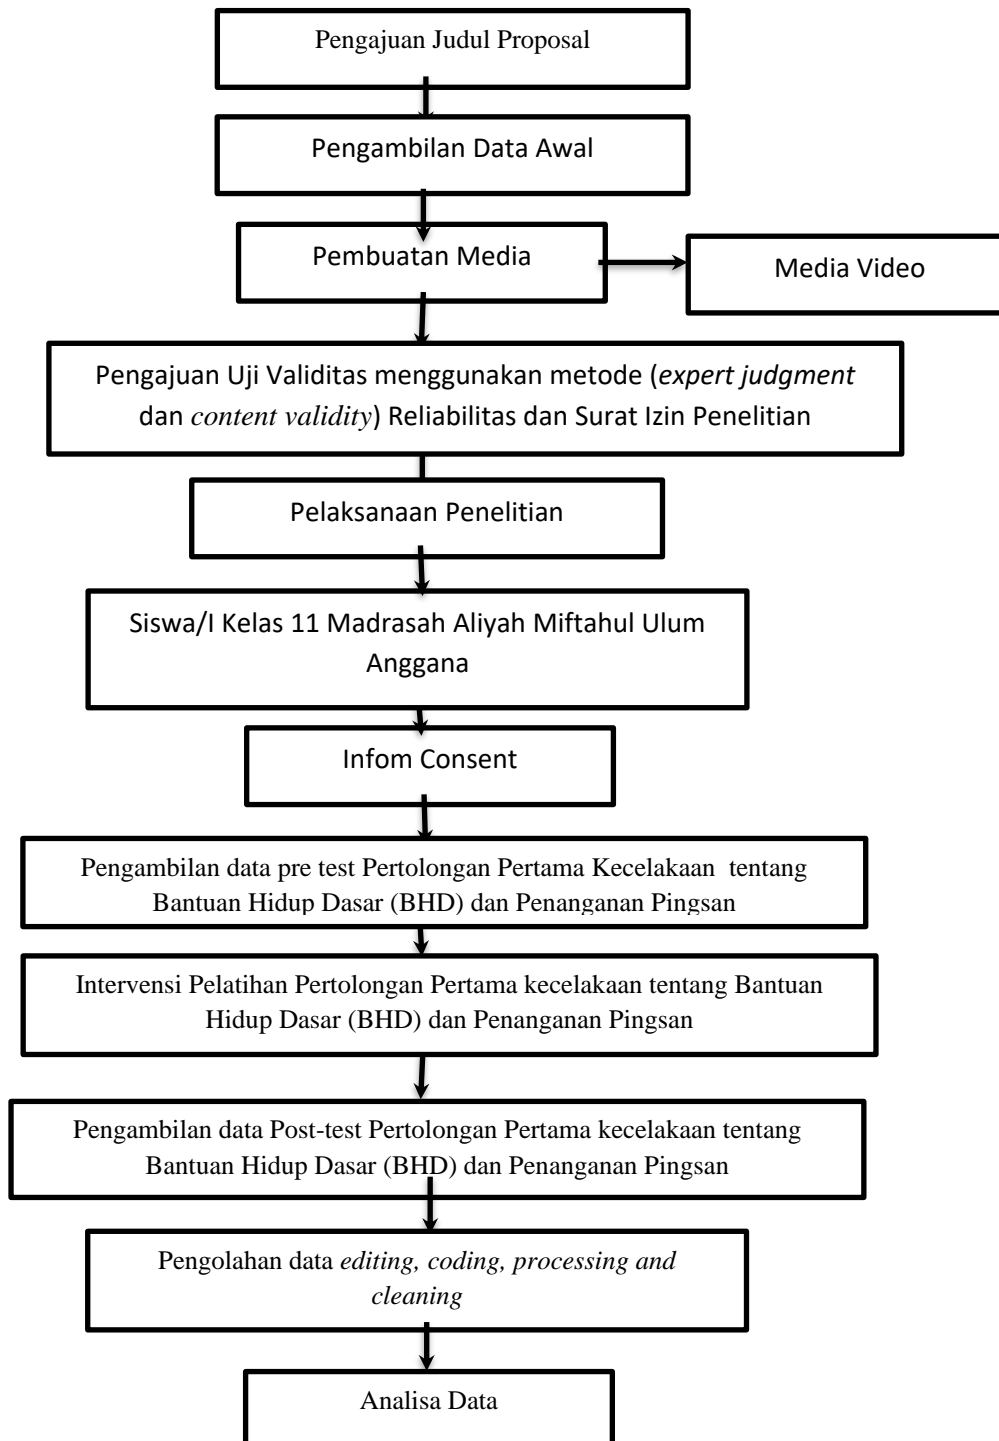 Pengajuan Judul Proposal
Pengambilan Data Awal
Pembuatan Media
Media Video
Pengajuan Uji Validitas menggunakan metode (expert judgment
dan content validity) Reliabilitas dan Surat Izin Penelitian
Pelaksanaan Penelitian
Siswa/I Kelas 11 Madrasah Aliyah Miftahul Ulum
Anggana
Infom Consent
Pengambilan data pre test Pertolongan Pertama Kecelakaan tentang
Bantuan Hidup Dasar (BHD) dan Penanganan Pingsan
Intervensi Pelatihan Pertolongan Pertama kecelakaan tentang Bantuan
Hidup Dasar (BHD) dan Penanganan Pingsan
Pengambilan data Post-test Pertolongan Pertama kecelakaan tentang
Bantuan Hidup Dasar (BHD) dan Penanganan Pingsan
Pengolahan data editing, coding, processing and
cleaning
Analisa Data